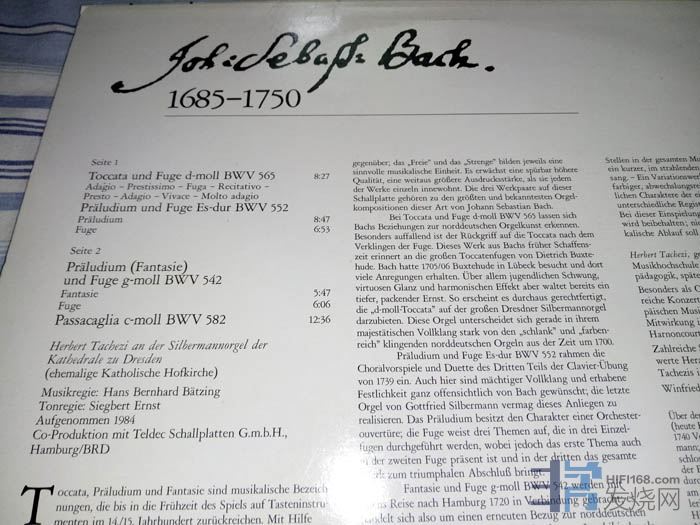 Joh: Sebast: Bach.
1685–1750
Seite 1
Toccata und Fuge d-moll BWV 565 8:27
Adagio – Prestissimo – Fuga – Recitativo –
Presto – Adagio – Vivace – Molto adagio
Präludium und Fuge Es-dur BWV 552
Präludium 8:47
Fuge 6:53
Seite 2
Präludium (Fantasie)
und Fuge g-moll BWV 542
Fantasie 5:47
Fuge 6:06
Passacaglia c-moll BWV 582 12:36
Herbert Tachezi an der Silbermannorgel der
Kathedrale zu Dresden
(ehemalige Katholische Hofkirche)
Musikregie: Hans Bernhard Bätzing
Tonregie: Siegbert Ernst
Aufgenommen 1984
Co-Produktion mit Teldec Schallplatten G.m.b.H.,
Hamburg/BRD
Toccata, Präludium und Fantasie sind musikalische Bezeich
nungen, die bis in die Frühzeit des Spiels auf Tasteninstru
menten im 14./15. Jahrhundert zurückreichen. Mit Hilfe
gegenüber; das „Freie" und das „Strenge" bilden jeweils eine
sinnvolle musikalische Einheit. Es erwächst eine spürbar höhere
Qualität, eine weitaus größere Ausdrucksstärke, als sie jedem
der Werke einzeln innewohnt. Die drei Werkpaare auf dieser
Schallplatte gehören zu den größten und bekanntesten Orgel-
kompositionen dieser Art von Johann Sebastian Bach.
Bei Toccata und Fuge d-moll BWV 565 lassen sich
Bachs Beziehungen zur norddeutschen Orgelkunst erkennen.
Besonders auffallend ist der Rückgriff auf die Toccata nach dem
Verklingen der Fuge. Dieses Werk aus Bachs früher Schaffens-
zeit erinnert an die großen Toccatenfugen von Dietrich Buxte-
hude. Bach hatte 1705/06 Buxtehude in Lübeck besucht und dort
viele Anregungen erhalten. Über allem jugendlichen Schwung,
virtuosen Glanz und harmonischen Effekt aber waltet bereits ein
tiefer, packender Ernst. So erscheint es durchaus gerechtfertigt,
die „d-moll-Toccata" auf der großen Dresdner Silbermannorgel
darzubieten. Diese Orgel unterscheidet sich gerade in ihrem
majestätischen Vollklang stark von den „schlank" und „farben-
reich" klingenden norddeutschen Orgeln aus der Zeit um 1700.
Präludium und Fuge Es-dur BWV 552 rahmen die
Choralvorspiele und Duette des Dritten Teils der Clavier-Übung
von 1739 ein. Auch hier sind mächtiger Vollklang und erhabene
Festlichkeit ganz offensichtlich von Bach gewünscht; die letzte
Orgel von Gottfried Silbermann vermag dieses Anliegen zu
realisieren. Das Präludium besitzt den Charakter einer Orchester-
ouvertüre; die Fuge weist drei Themen auf, die in drei Einzel-
fugen durchgeführt werden, wobei jedoch das erste Thema auch
der zweiten Fuge präsent ist und in der dritten das gesamte
zum triumphalen Abschluß bringt.
Fantasie und Fuge g-moll BWV 542 werden mit
Reise nach Hamburg 1720 in Verbindung gebracht
sich also um einen erneuten Bezug zur norddeutschen
Stellen in der gesamten Mu
ein kurzer, im strahlenden
sang. – Ein Variationenwer
farbiger, abwechslungs
lichen Charaktere der ei
unterschiedliche Regist
Bei dieser Einspielung
wird beibehalten; nic
kalische Ablauf soll
Herbert Tachezi, ge
Musikhochschule
pädagogik, später
Besonders als C
reiche Konzert
päischen Musi
Mitwirkung i
Harnoncourt
Zahlreiche
werte Her
Tachezis i
Winfried
Über de
(heute
1740 V
mann,
schlo
der
durch
HIFI168.com
发烧网